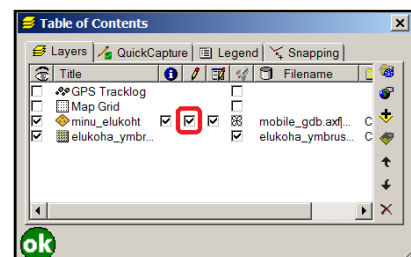 Table of Contents
Layers QuickCapture Legend Snapping
Title Filename
GPS Tracklog
Map Grid
minu_elukoht mobile_gdb.axf|... C
elukoha_ymbr... elukoha_ymbrus... C
ok